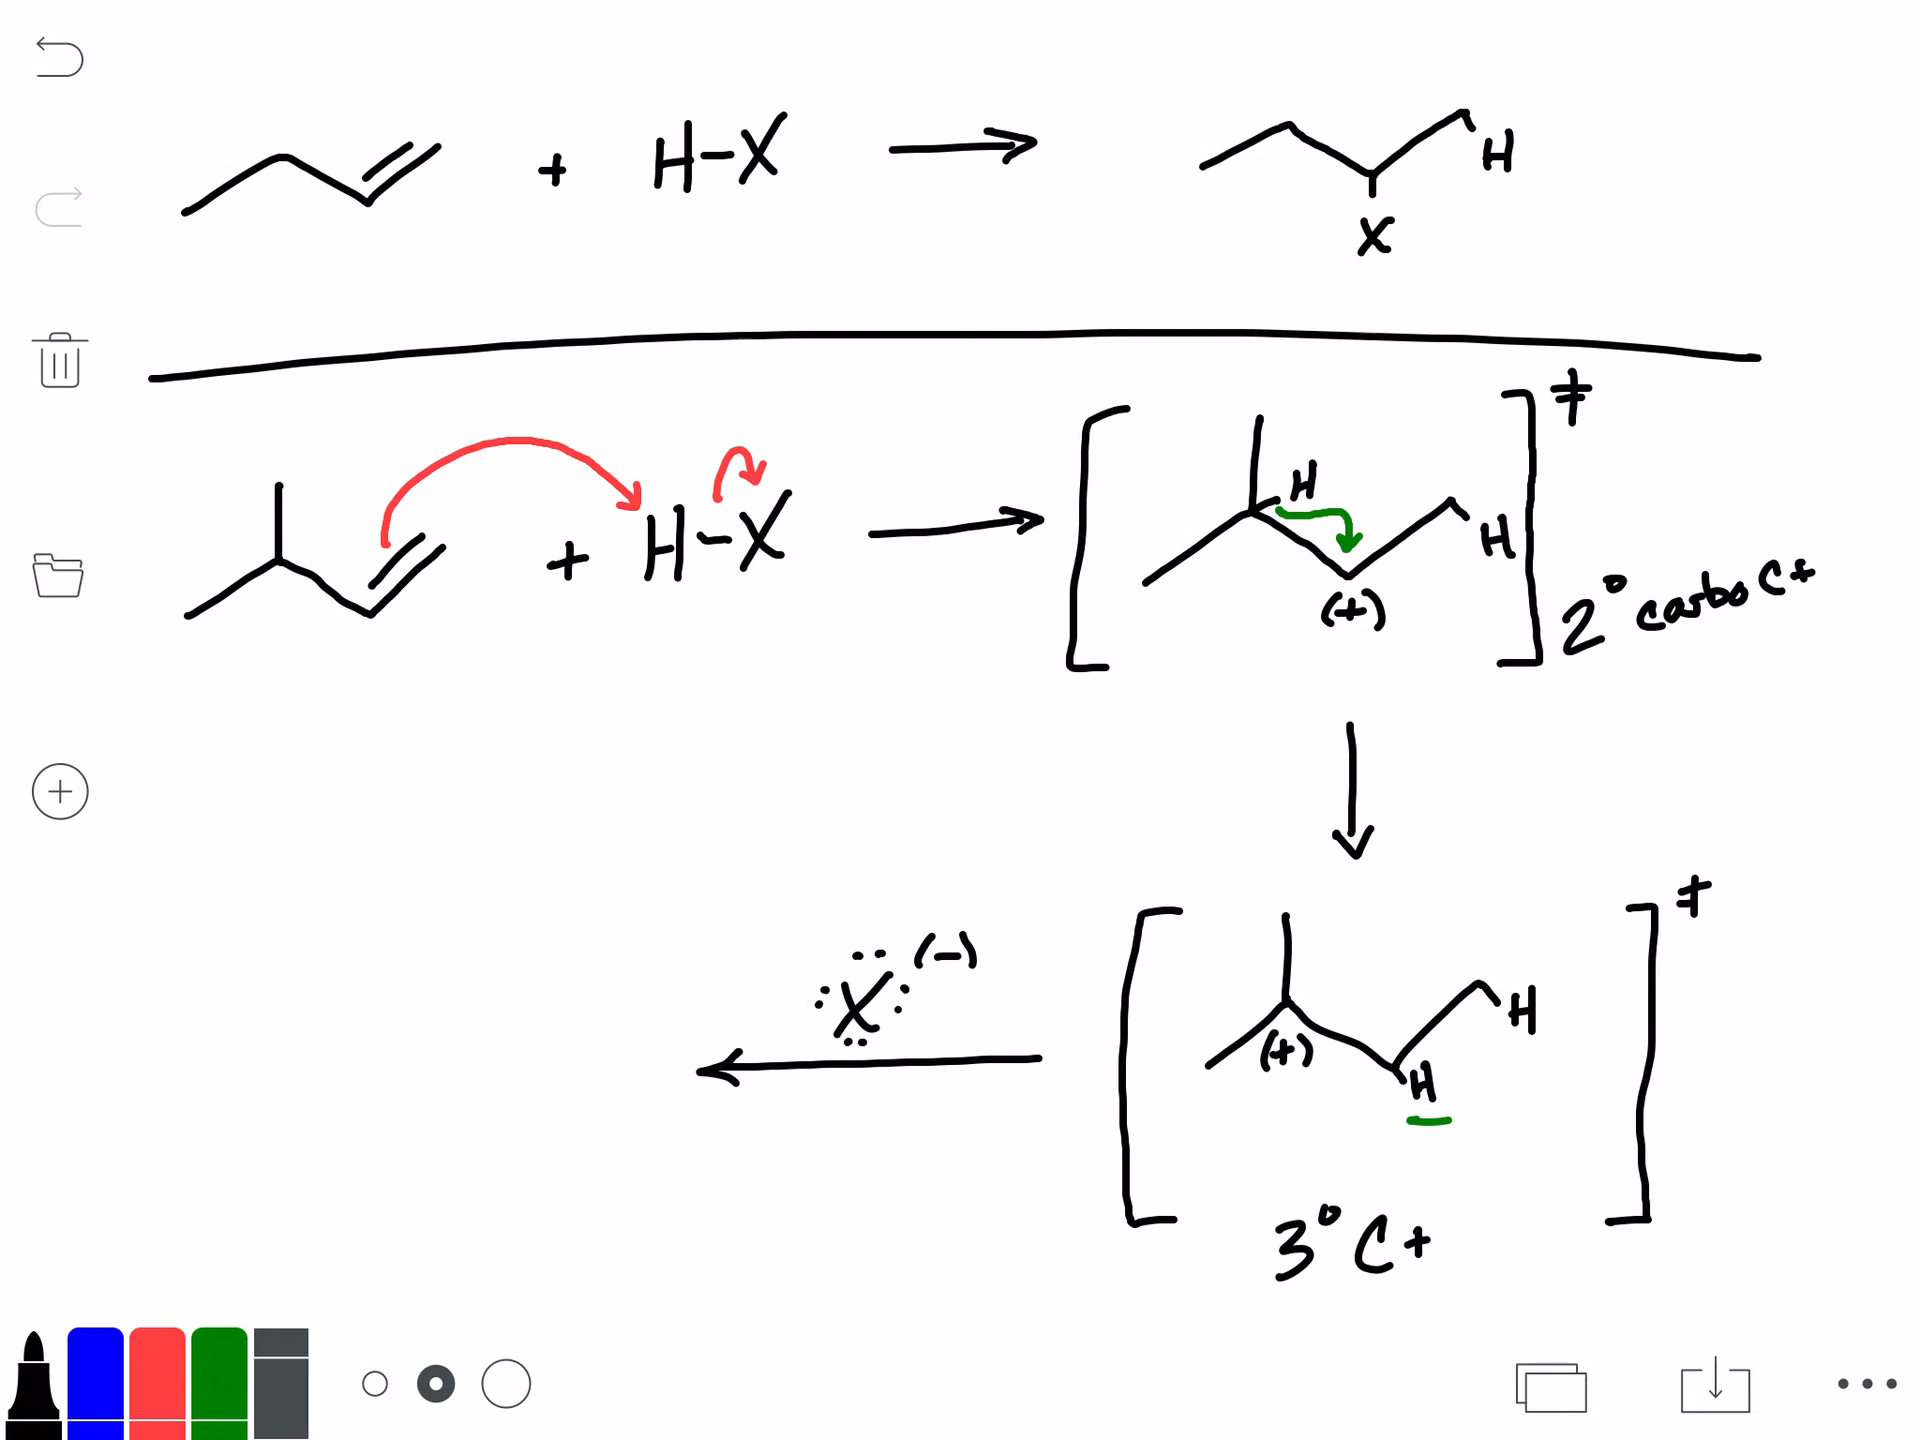 + H-X → H
X
+ H-X → H H ‡
(+)
2° carbo C+
X (-) ‡
(+) H
H
3° C+